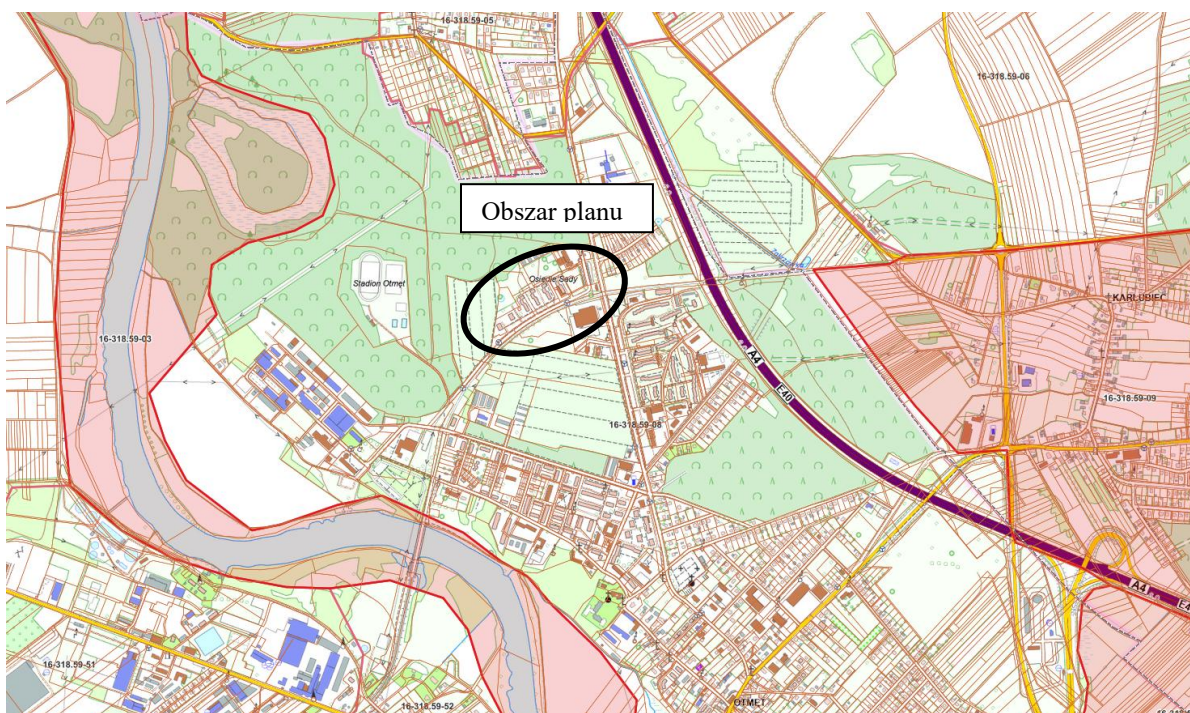 16-318.59-05
16-318.59-06
Obszar planu
Osiedle Sady
Stadion Otmęt
KARŁUBIEC
16-318.59-03
A4
E40
16-318.59-09
16-318.59-08
A4
16-318.59-51
OTMĘT
16-318.59-52